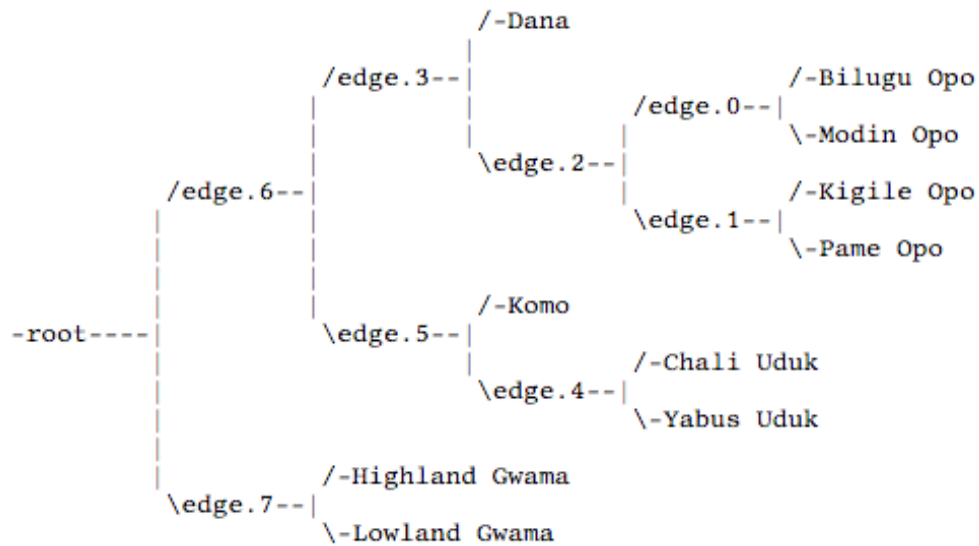 /-Dana
/edge.3--|
/-Bilugu Opo
/edge.0--|
\-Modin Opo
\edge.2--|
/edge.6--|
/-Kigile Opo
\edge.1--|
\-Pame Opo
/-Komo
-root----|
\edge.5--|
/-Chali Uduk
\edge.4--|
\-Yabus Uduk
/-Highland Gwama
\edge.7--|
\-Lowland Gwama